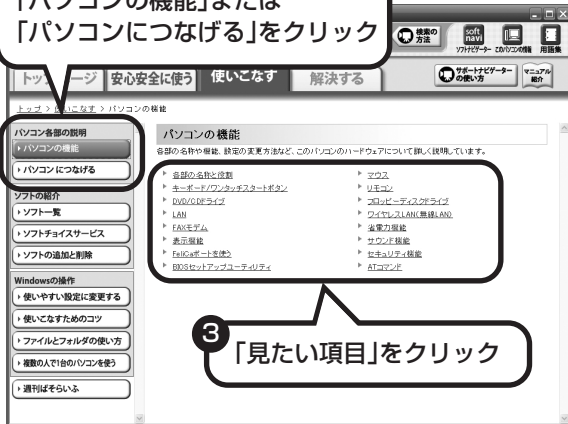 「パソコンの機能」または
「パソコンにつなげる」をクリック
検索の方法
soft navi
ソフトナビゲーター
このパソコンの情報
用語集
トップページ
安心安全に使う
使いこなす
解決する
サポートナビゲーターの使い方
マニュアル紹介
トップ > 使いこなす > パソコンの機能
パソコン各部の説明
パソコンの機能
パソコンにつなげる
ソフトの紹介
ソフト一覧
ソフトチョイスサービス
ソフトの追加と削除
Windowsの操作
使いやすい設定に変更する
使いこなすためのコツ
ファイルとフォルダの使い方
複数の人で1台のパソコンを使う
週刊ぱそらいふ
パソコンの機能
各部の名称や機能、設定の変更方法など、このパソコンのハードウェアについて詳しく説明しています。
各部の名称と役割
キーボード/ワンタッチスタートボタン
DVD/CDドライブ
LAN
FAXモデム
表示機能
FeliCaポートを使う
BIOSセットアップユーティリティ
マウス
リモコン
フロッピーディスクドライブ
ワイヤレスLAN(無線LAN)
省電力機能
サウンド機能
セキュリティ機能
ATコマンド
3
「見たい項目」をクリック